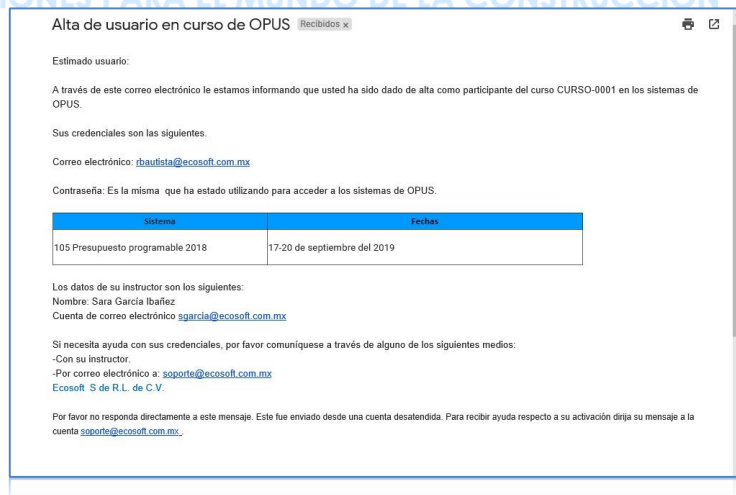 IONES PARA EL MUNDO DE LA CONSTRUCCIÓN
Alta de usuario en curso de OPUS Recibidos x
Estimado usuario:
A través de este correo electrónico le estamos informando que usted ha sido dado de alta como participante del curso CURSO-0001 en los sistemas de
OPUS.
Sus credenciales son las siguientes.
Correo electrónico: rbautista@ecosoft.com.mx
Contraseña: Es la misma que ha estado utilizando para acceder a los sistemas de OPUS.
Sistema Fechas
105 Presupuesto programable 2018 17-20 de septiembre del 2019
Los datos de su instructor son los siguientes:
Nombre: Sara García Ibañez
Cuenta de correo electrónico sgarcia@ecosoft.com.mx
Si necesita ayuda con sus credenciales, por favor comuníquese a través de alguno de los siguientes medios:
-Con su instructor.
-Por correo electrónico a: soporte@ecosoft.com.mx
Ecosoft S de R.L. de C.V.
Por favor no responda directamente a este mensaje. Este fue enviado desde una cuenta desatendida. Para recibir ayuda respecto a su activación dirija su mensaje a la
cuenta soporte@ecosoft.com.mx .